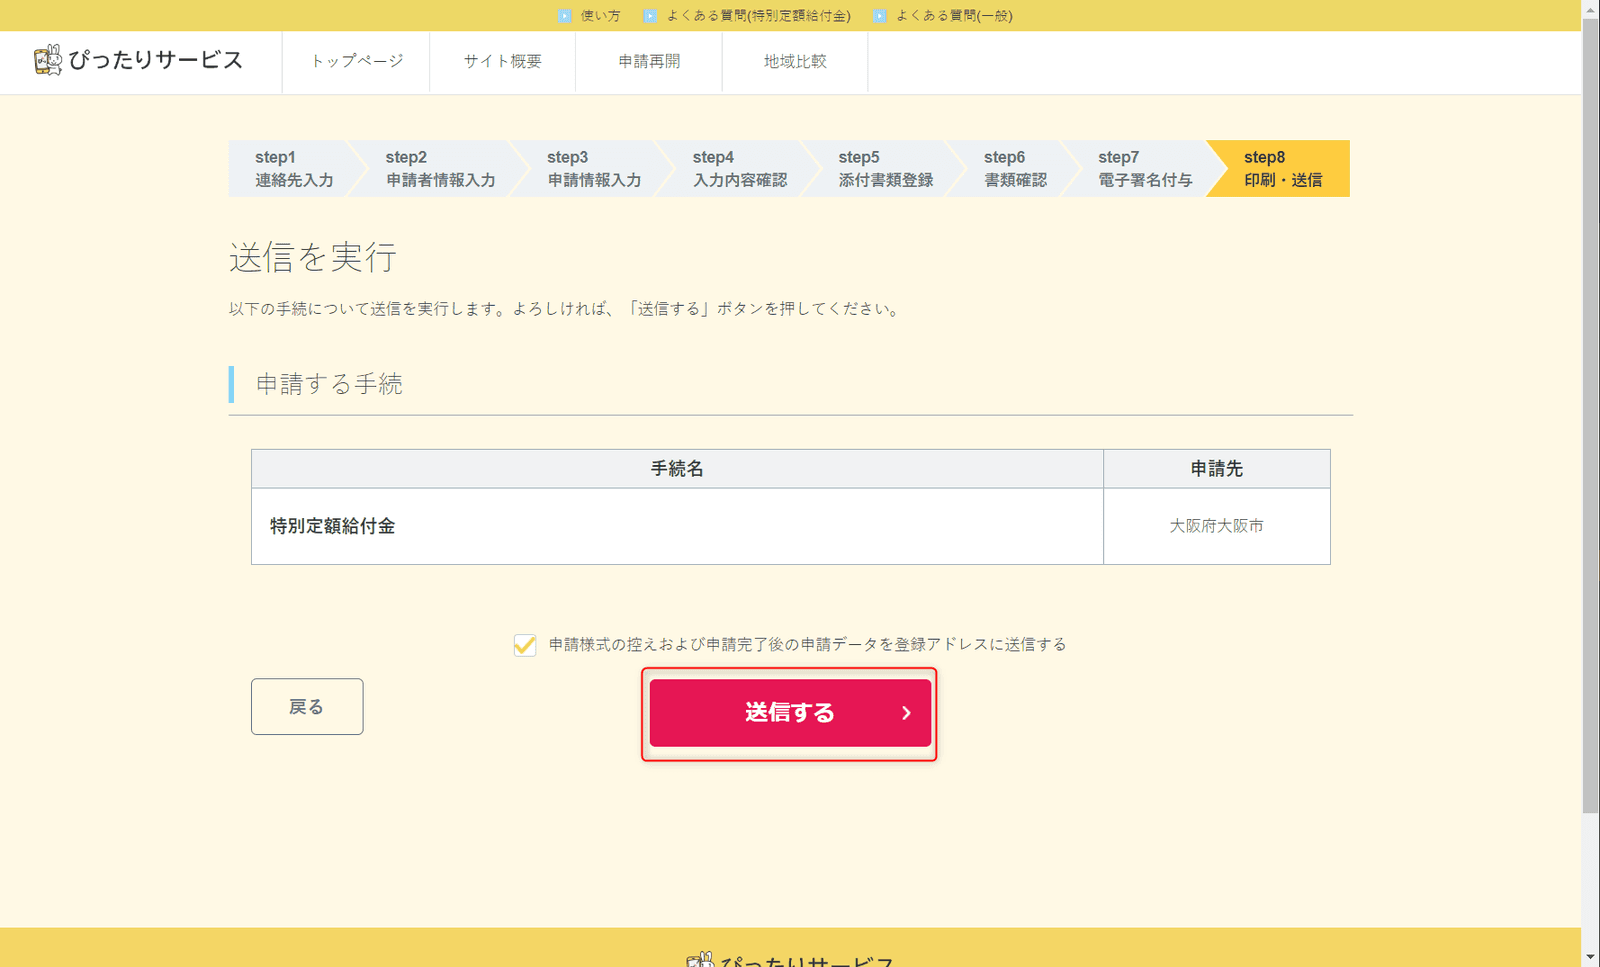 使い方 よくある質問(特別定額給付金) よくある質問(一般)
ぴったりサービス トップページ サイト概要 申請再開 地域比較
step1 step2 step3 step4 step5 step6 step7 step8
連絡先入力 申請者情報入力 申請情報入力 入力内容確認 添付書類登録 書類確認 電子署名付与 印刷・送信
送信を実行
以下の手続について送信を実行します。よろしければ、「送信する」ボタンを押してください。
申請する手続
手続名 申請先
特別定額給付金 大阪府大阪市
申請様式の控えおよび申請完了後の申請データを登録アドレスに送信する
戻る 送信する
ぴったりサービス